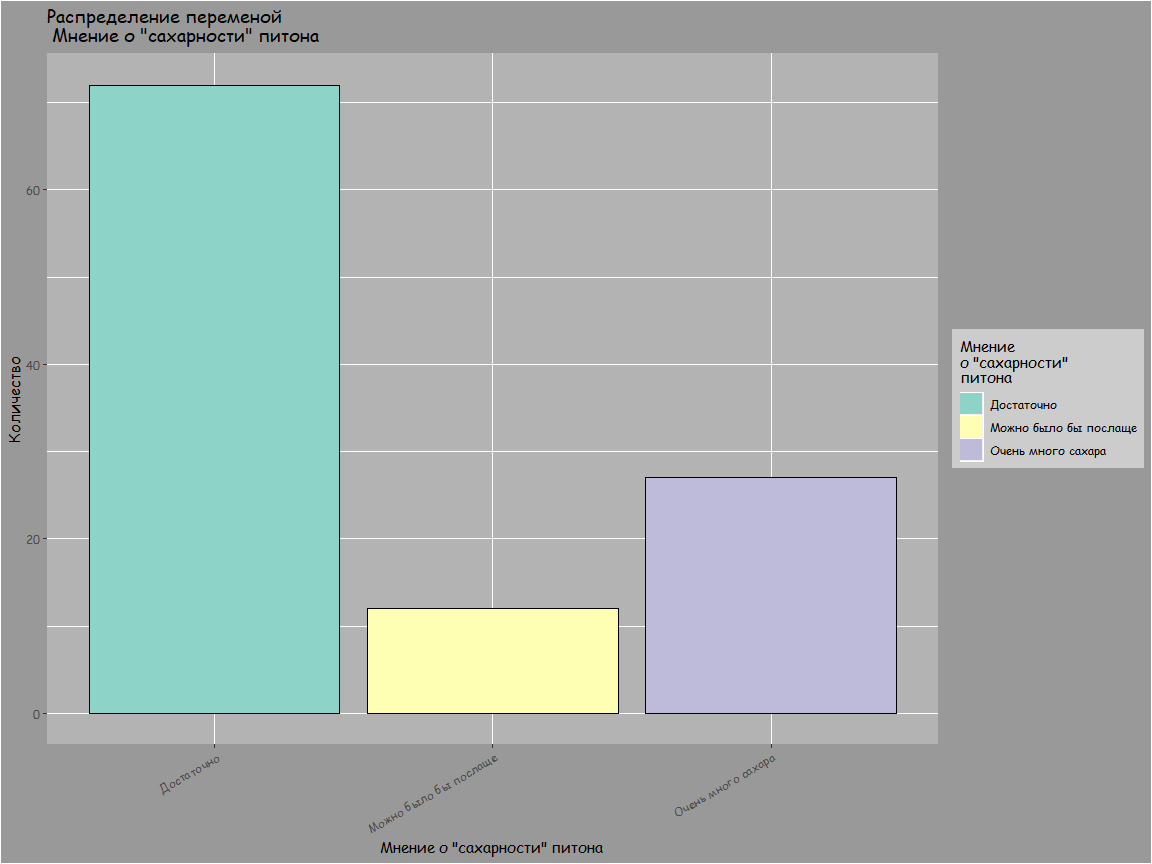 Распределение переменой
Мнение о "сахарности" питона
Количество
60
40
20
0
Достаточно
Можно было бы послаще
Очень много сахара
Мнение о "сахарности" питона
Мнение
о "сахарности"
питона
Достаточно
Можно было бы послаще
Очень много сахара